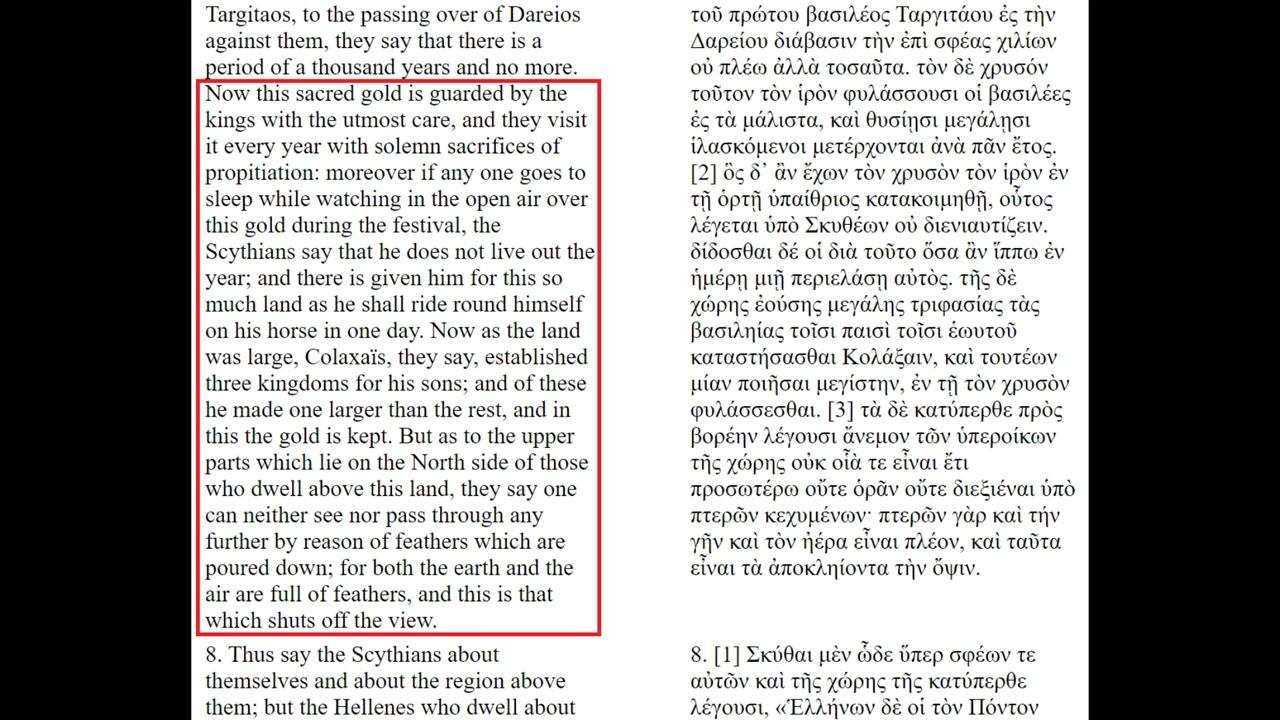 Targitaos, to the passing over of Dareios
against them, they say that there is a
period of a thousand years and no more.
Now this sacred gold is guarded by the
kings with the utmost care, and they visit
it every year with solemn sacrifices of
propitiation: moreover if any one goes to
sleep while watching in the open air over
this gold during the festival, the
Scythians say that he does not live out the
year; and there is given him for this so
much land as he shall ride round himself
on his horse in one day. Now as the land
was large, Colaxaïs, they say, established
three kingdoms for his sons; and of these
he made one larger than the rest, and in
this the gold is kept. But as to the upper
parts which lie on the North side of those
who dwell above this land, they say one
can neither see nor pass through any
further by reason of feathers which are
poured down; for both the earth and the
air are full of feathers, and this is that
which shuts off the view.
8. Thus say the Scythians about
themselves and about the region above
them; but the Hellenes who dwell about
τοῦ πρώτου βασιλέος Ταργιτάου ἐς τὴν
Δαρείου διάβασιν τὴν ἐπὶ σφέας χιλίων
οὐ πλέω ἀλλὰ τοσαῦτα. τὸν δὲ χρυσόν
τοῦτον τὸν ἱρὸν φυλάσσουσι οἱ βασιλέες
ἐς τὰ μάλιστα, καὶ θυσίῃσι μεγάλῃσι
ἱλασκόμενοι μετέρχονται ἀνὰ πᾶν ἔτος.
[2] ὃς δ᾽ ἂν ἔχων τὸν χρυσὸν τὸν ἱρὸν ἐν
τῇ ὁρτῇ ὑπαίθριος κατακοιμηθῇ, οὗτος
λέγεται ὑπὸ Σκυθέων οὐ διενιαυτίζειν.
δίδοσθαι δέ οἱ διὰ τοῦτο ὅσα ἂν ἵππω ἐν
ἡμέρῃ μιῇ περιελάσῃ αὐτὸς. τῆς δὲ
χώρης ἐούσης μεγάλης τριφασίας τὰς
βασιληίας τοῖσι παισὶ τοῖσι ἑωυτοῦ
καταστήσασθαι Κολάξαιν, καὶ τουτέων
μίαν ποιῆσαι μεγίστην, ἐν τῇ τὸν χρυσὸν
φυλάσσεσθαι. [3] τὰ δὲ κατύπερθε πρὸς
βορέην λέγουσι ἄνεμον τῶν ὑπεροίκων
τῆς χώρης οὐκ οἷά τε εἶναι ἔτι
προσωτέρω οὔτε ὁρᾶν οὔτε διεξιέναι ὑπὸ
πτερῶν κεχυμένων· πτερῶν γὰρ καὶ τήν
γῆν καὶ τὸν ἠέρα εἶναι πλέον, καὶ ταῦτα
εἶναι τὰ ἀποκληίοντα τὴν ὄψιν.
8. [1] Σκύθαι μὲν ὧδε ὕπερ σφέων τε
αὐτῶν καὶ τῆς χώρης τῆς κατύπερθε
λέγουσι, «Ἑλλήνων δὲ οἱ τὸν Πόντον